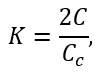 K = 2C / C_c,